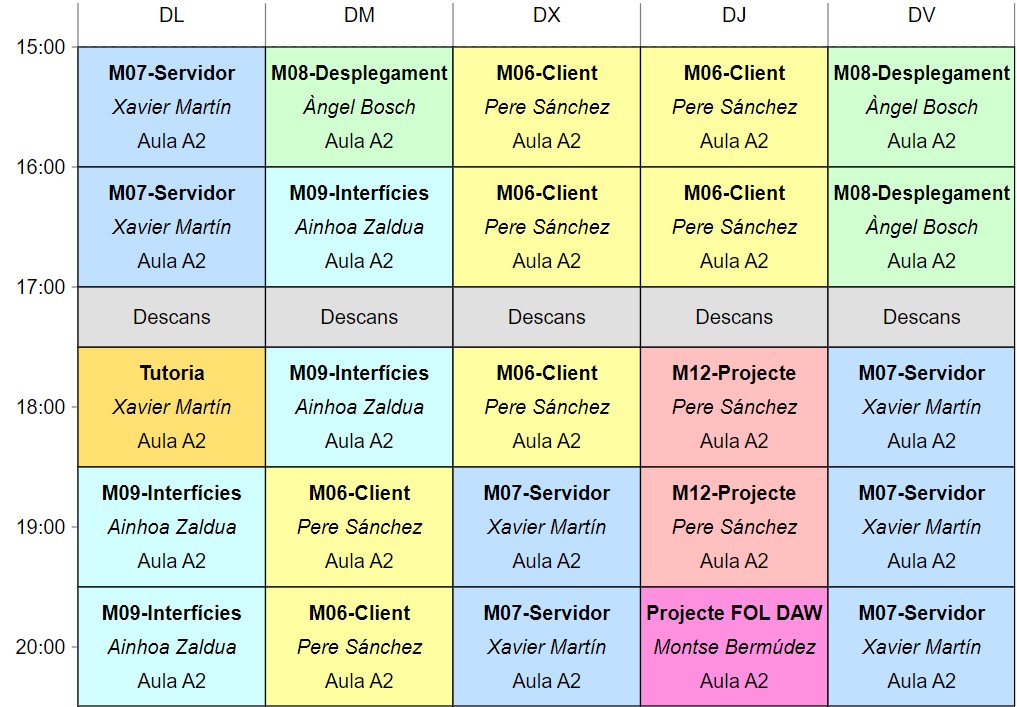 DL DM DX DJ DV
15:00
M07-Servidor M08-Desplegament M06-Client M06-Client M08-Desplegament
Xavier Martín Àngel Bosch Pere Sánchez Pere Sánchez Àngel Bosch
Aula A2 Aula A2 Aula A2 Aula A2 Aula A2
16:00
M07-Servidor M09-Interfícies M06-Client M06-Client M08-Desplegament
Xavier Martín Ainhoa Zaldua Pere Sánchez Pere Sánchez Àngel Bosch
Aula A2 Aula A2 Aula A2 Aula A2 Aula A2
17:00
Descans Descans Descans Descans Descans
Tutoria M09-Interfícies M06-Client M12-Projecte M07-Servidor
18:00 Xavier Martín Ainhoa Zaldua Pere Sánchez Pere Sánchez Xavier Martín
Aula A2 Aula A2 Aula A2 Aula A2 Aula A2
M09-Interfícies M06-Client M07-Servidor M12-Projecte M07-Servidor
19:00 Ainhoa Zaldua Pere Sánchez Xavier Martín Pere Sánchez Xavier Martín
Aula A2 Aula A2 Aula A2 Aula A2 Aula A2
M09-Interfícies M06-Client M07-Servidor Projecte FOL DAW M07-Servidor
20:00 Ainhoa Zaldua Pere Sánchez Xavier Martín Montse Bermúdez Xavier Martín
Aula A2 Aula A2 Aula A2 Aula A2 Aula A2